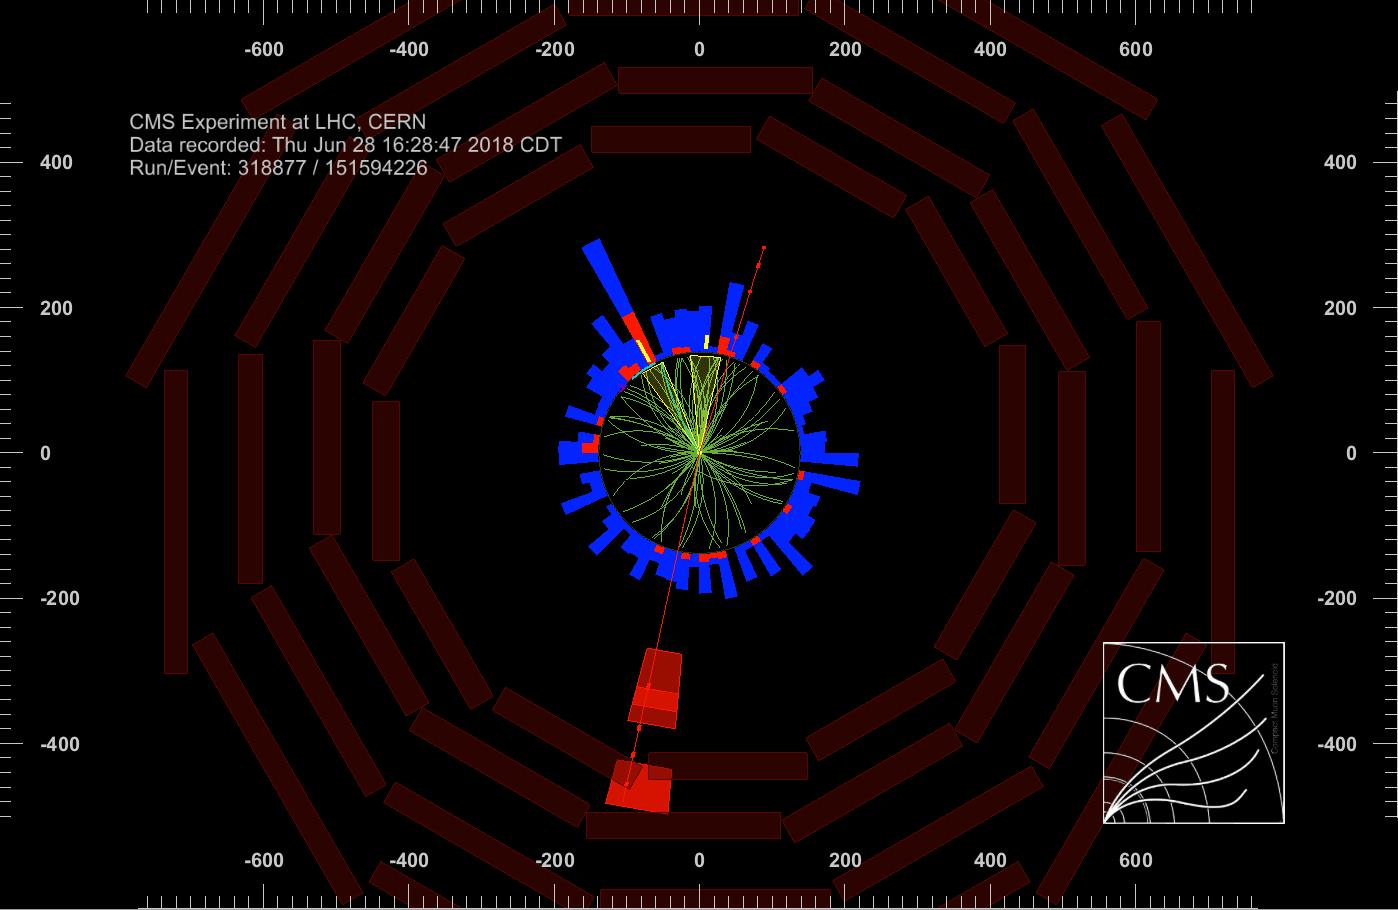 -600 -400 -200 0 200 400 600
CMS Experiment at LHC, CERN
Data recorded: Thu Jun 28 16:28:47 2018 CDT
Run/Event: 318877 / 151594226
400 400
200 200
0 0
-200 -200
CMS
Compact Muon Solenoid
-400 -400
-600 -400 -200 0 200 400 600